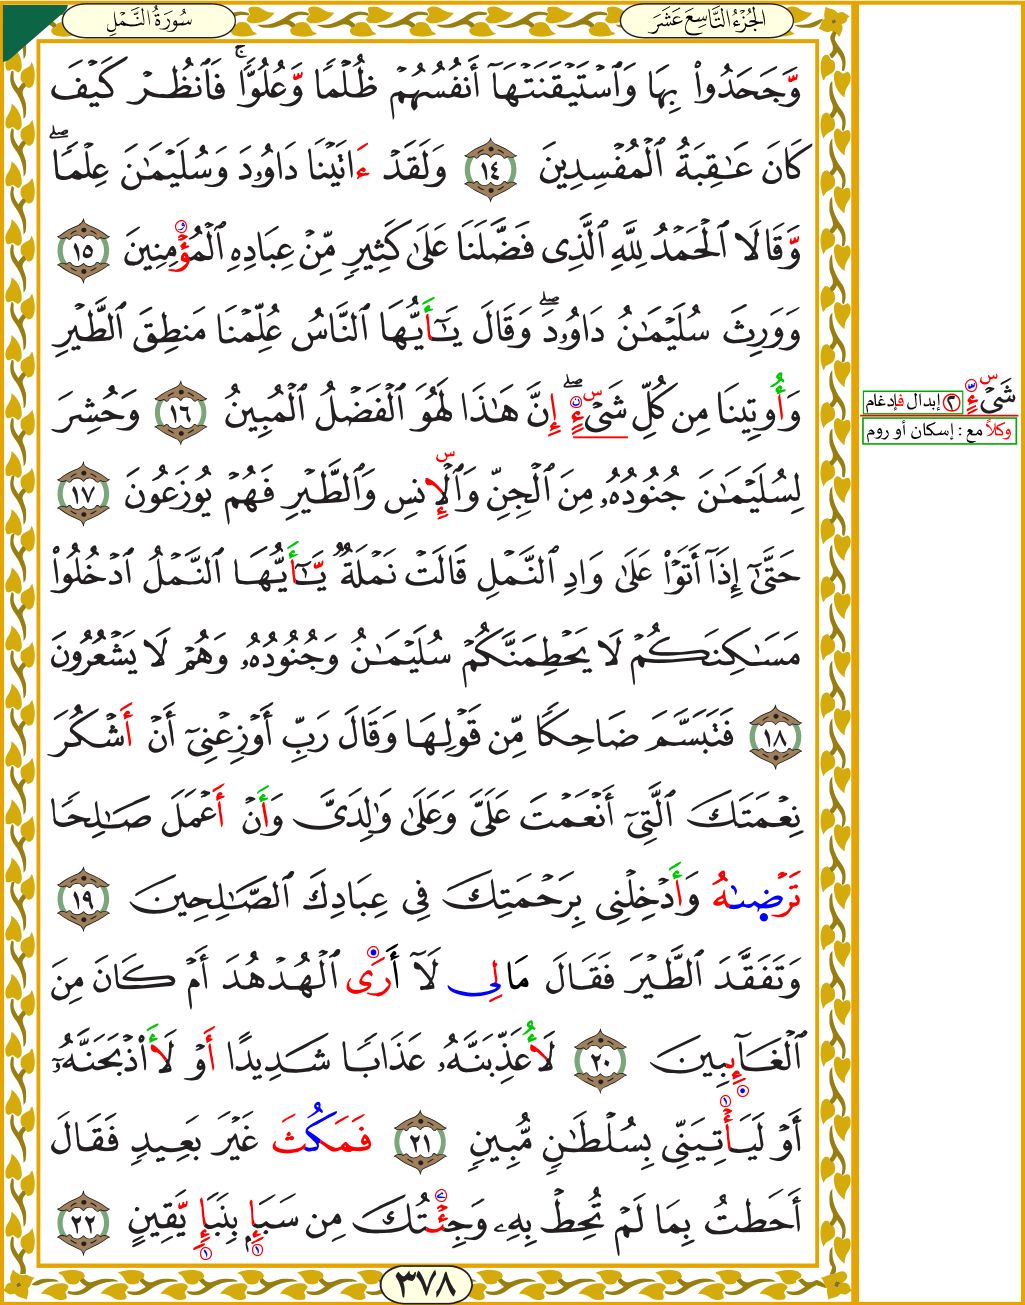 الجُزْءُ التَّاسِعَ عَشَرَ
سُورَةُ النَّمْلِ
وَّجَحَدُواْ بِهَا وَٱسۡتَيۡقَنَتۡهَآ أَنفُسُهُمۡ ظُلۡمٗا وَّعُلُوّٗاۚ فَٱنظُرۡ كَيۡفَ
كَانَ عَٰقِبَةُ ٱلۡمُفۡسِدِينَ ١٤ وَلَقَدۡ ءَاتَيۡنَا دَاوُۥدَ وَسُلَيۡمَٰنَ عِلۡمٗاۖ
وَّقَالَا ٱلۡحَمۡدُ لِلَّهِ ٱلَّذِي فَضَّلَنَا عَلَىٰ كَثِيرٖ مِّنۡ عِبَادِهِ ٱلۡمُؤۡمِنِينَ ١٥
وَوَرِثَ سُلَيۡمَٰنُ دَاوُۥدَۖ وَقَالَ يَٰٓأَيُّهَا ٱلنَّاسُ عُلِّمۡنَا مَنطِقَ ٱلطَّيۡرِ
وَأُوتِينَا مِن كُلِّ شَيۡءٍۖ إِنَّ هَٰذَا لَهُوَ ٱلۡفَضۡلُ ٱلۡمُبِينُ ١٦ وَحُشِرَ
لِسُلَيۡمَٰنَ جُنُودُهُۥ مِنَ ٱلۡجِنِّ وَٱلۡإِنسِ وَٱلطَّيۡرِ فَهُمۡ يُوزَعُونَ ١٧
حَتَّىٰٓ إِذَآ أَتَوۡاْ عَلَىٰ وَادِ ٱلنَّمۡلِ قَالَتۡ نَمۡلَةٞ يَّٰٓأَيُّهَا ٱلنَّمۡلُ ٱدۡخُلُواْ
مَسَٰكِنَكُمۡ لَا يَحۡطِمَنَّكُمۡ سُلَيۡمَٰنُ وَجُنُودُهُۥ وَهُمۡ لَا يَشۡعُرُونَ
١٨ فَتَبَسَّمَ ضَاحِكٗا مِّن قَوۡلِهَا وَقَالَ رَبِّ أَوۡزِعۡنِيٓ أَنۡ أَشۡكُرَ
نِعۡمَتَكَ ٱلَّتِيٓ أَنۡعَمۡتَ عَلَيَّ وَعَلَىٰ وَٰلِدَيَّ وَأَنۡ أَعۡمَلَ صَٰلِحٗا
تَرۡضَىٰهُ وَأَدۡخِلۡنِي بِرَحۡمَتِكَ فِي عِبَادِكَ ٱلصَّٰلِحِينَ ١٩
وَتَفَقَّدَ ٱلطَّيۡرَ فَقَالَ مَالِي لَآ أَرَى ٱلۡهُدۡهُدَ أَمۡ كَانَ مِنَ
ٱلۡغَآئِبِينَ ٢٠ لَأُعَذِّبَنَّهُۥ عَذَابٗا شَدِيدًا أَوۡ لَأَاْذۡبَحَنَّهُۥٓ
أَوۡ لَيَأۡتِيَنِّي بِسُلۡطَٰنٖ مُّبِينٖ ٢١ فَمَكُثَ غَيۡرَ بَعِيدٖ فَقَالَ
أَحَطتُ بِمَا لَمۡ تُحِطۡ بِهِۦ وَجِئۡتُكَ مِن سَبَإِۭ بِنَبَإٖ يَّقِينٍ ٢٢
٣٧٨
شَيۡءٍ ٢ إبدال فإدغام
وكلاً مع : إسكان أو روم